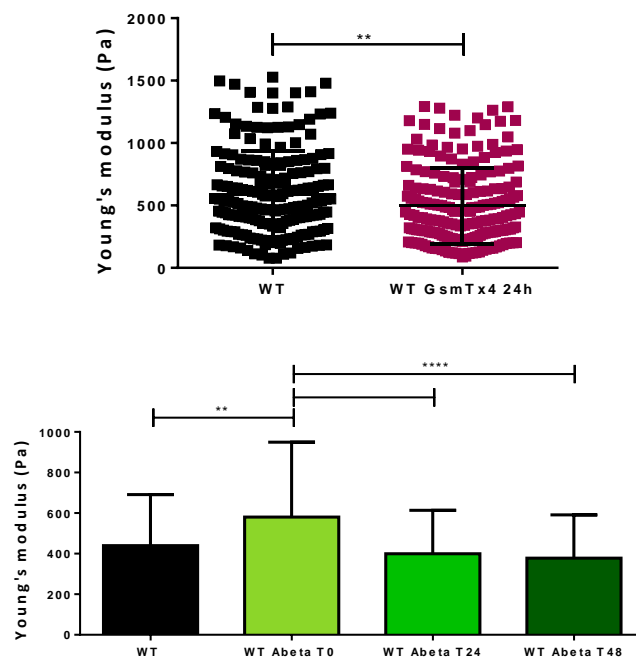 **
Young's modulus (Pa)
2000
1500
1000
500
0
WT
WT GsmTx4 24h
****
**
Young's modulus (Pa)
1000
800
600
400
200
0
WT
WT Abeta T0
WT Abeta T24
WT Abeta T48